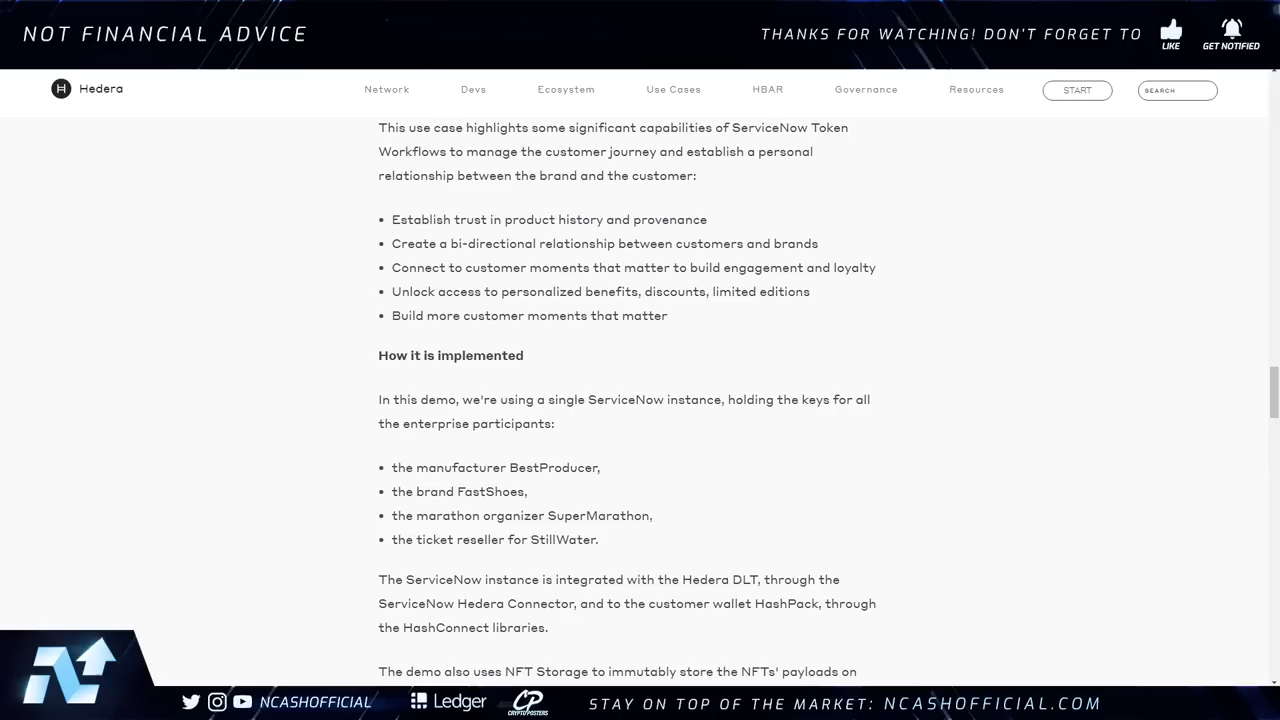 NOT FINANCIAL ADVICE
THANKS FOR WATCHING! DON'T FORGET TO
LIKE
GET NOTIFIED
H Hedera
Network Devs Ecosystem Use Cases HBAR Governance Resources START SEARCH
This use case highlights some significant capabilities of ServiceNow Token
Workflows to manage the customer journey and establish a personal
relationship between the brand and the customer:
• Establish trust in product history and provenance
• Create a bi-directional relationship between customers and brands
• Connect to customer moments that matter to build engagement and loyalty
• Unlock access to personalized benefits, discounts, limited editions
• Build more customer moments that matter
How it is implemented
In this demo, we're using a single ServiceNow instance, holding the keys for all
the enterprise participants:
• the manufacturer BestProducer,
• the brand FastShoes,
• the marathon organizer SuperMarathon,
• the ticket reseller for StillWater.
The ServiceNow instance is integrated with the Hedera DLT, through the
ServiceNow Hedera Connector, and to the customer wallet HashPack, through
the HashConnect libraries.
The demo also uses NFT Storage to immutably store the NFTs' payloads on
NCASHOFFICIAL
Ledger
CP
CRYPTO POSTERS
STAY ON TOP OF THE MARKET: NCASHOFFICIAL.COM